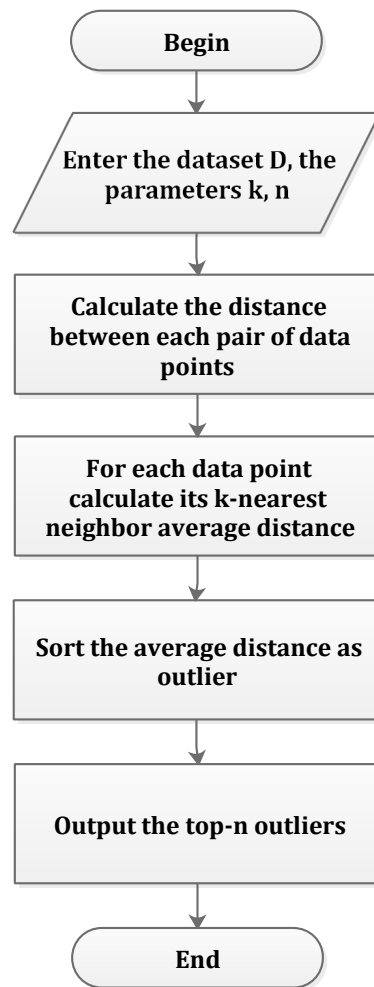 Begin
Enter the dataset D, the
parameters k, n
Calculate the distance
between each pair of data
points
For each data point
calculate its k-nearest
neighbor average distance
Sort the average distance as
outlier
Output the top-n outliers
End